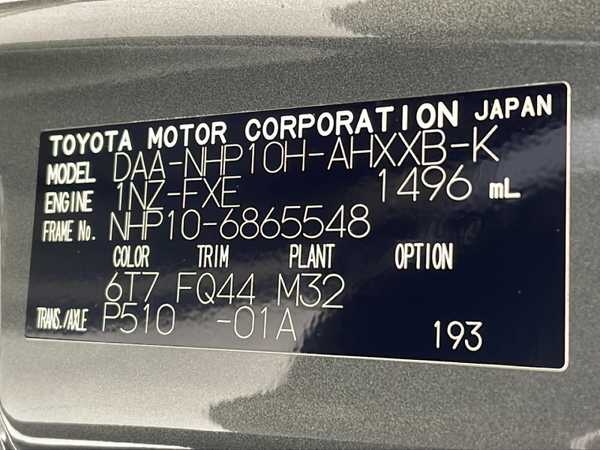 TOYOTA MOTOR CORPORATION JAPAN
MODEL DAA-NHP10H-AHXXB-K
ENGINE 1NZ-FXE 1496 mL
FRAME No. NHP10-6865548
COLOR TRIM PLANT OPTION
6T7 FQ44 M32
TRANS./AXLE P510 -01A 193